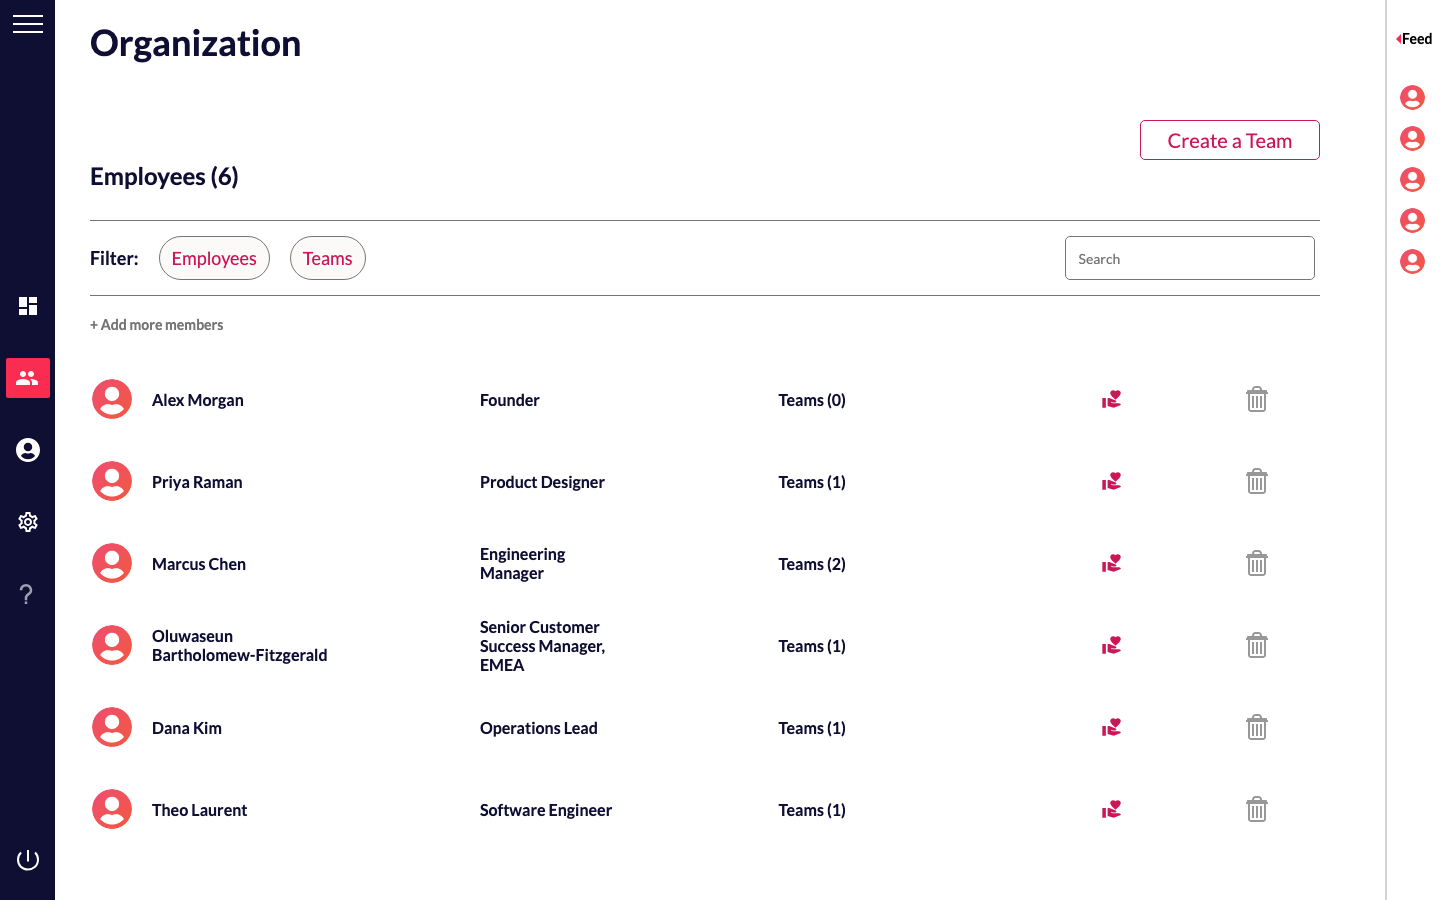 Organization
Feed
Create a Team
Employees (6)
Filter:
Employees
Teams
Search
+ Add more members
Alex Morgan
Founder
Teams (0)
Priya Raman
Product Designer
Teams (1)
Marcus Chen
Engineering
Manager
Teams (2)
Oluwaseun
Bartholomew-Fitzgerald
Senior Customer
Success Manager,
EMEA
Teams (1)
Dana Kim
Operations Lead
Teams (1)
Theo Laurent
Software Engineer
Teams (1)